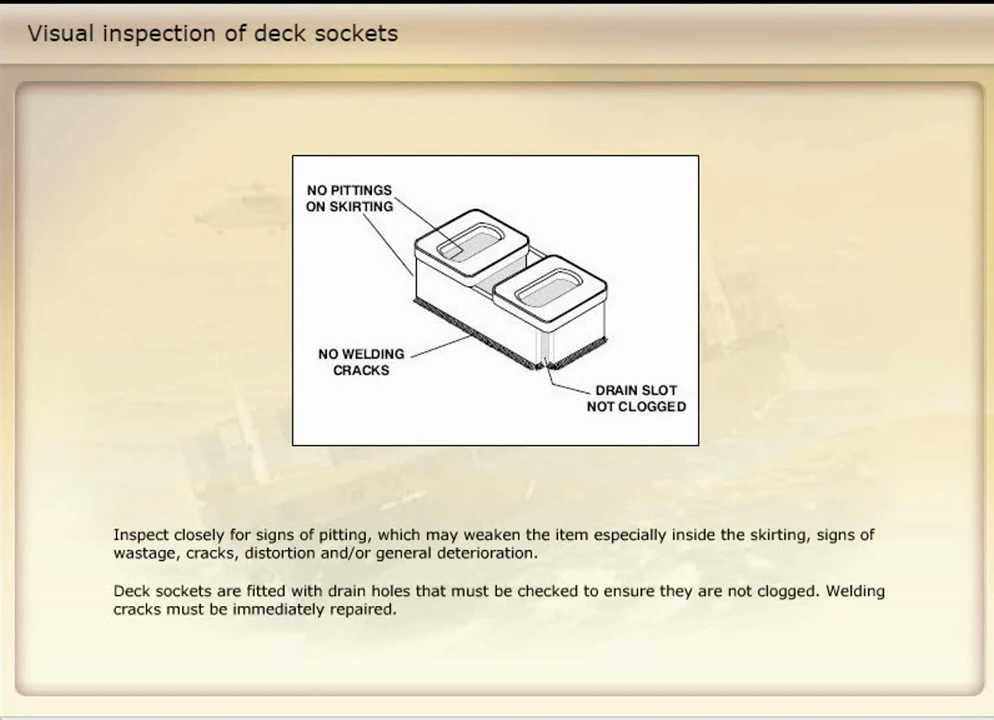 Visual inspection of deck sockets
NO PITTINGS
ON SKIRTING
NO WELDING
CRACKS
DRAIN SLOT
NOT CLOGGED
Inspect closely for signs of pitting, which may weaken the item especially inside the skirting, signs of
wastage, cracks, distortion and/or general deterioration.
Deck sockets are fitted with drain holes that must be checked to ensure they are not clogged. Welding
cracks must be immediately repaired.